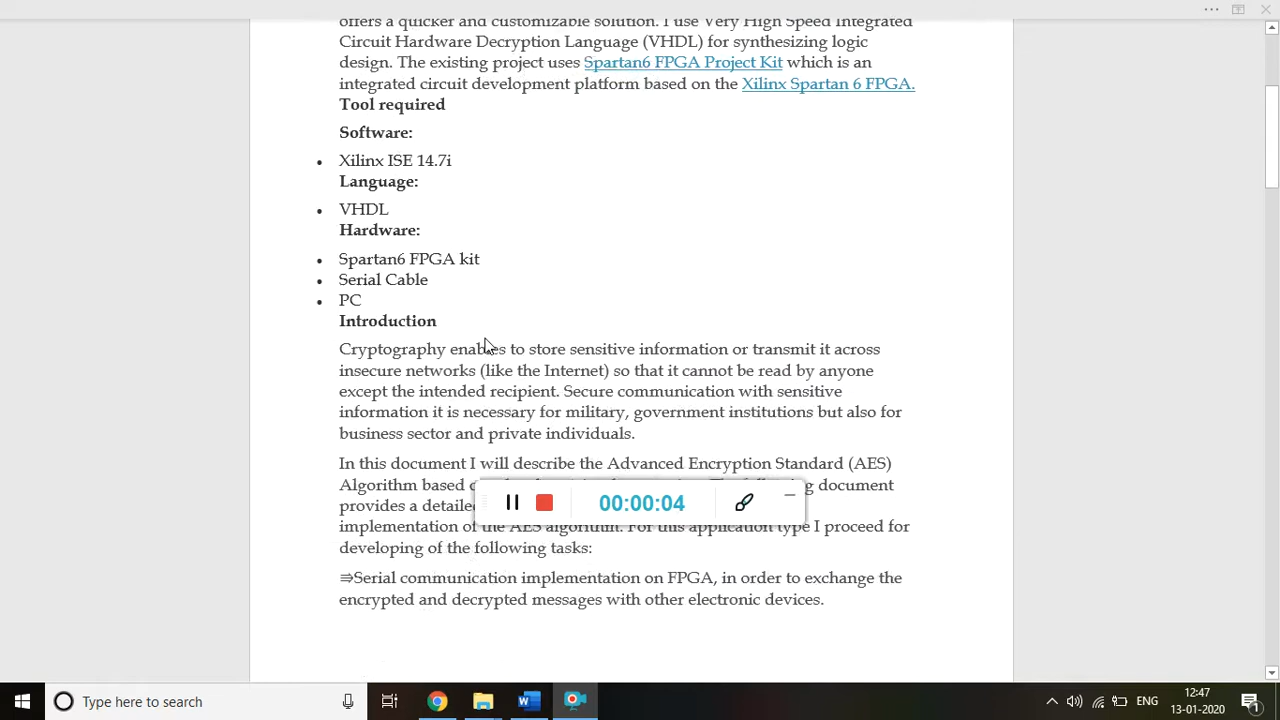 offers a quicker and customizable solution. I use Very High Speed Integrated
Circuit Hardware Decryption Language (VHDL) for synthesizing logic
design. The existing project uses Spartan6 FPGA Project Kit which is an
integrated circuit development platform based on the Xilinx Spartan 6 FPGA.
Tool required
Software:
• Xilinx ISE 14.7i
Language:
• VHDL
Hardware:
• Spartan6 FPGA kit
• Serial Cable
• PC
Introduction
Cryptography enables to store sensitive information or transmit it across
insecure networks (like the Internet) so that it cannot be read by anyone
except the intended recipient. Secure communication with sensitive
information it is necessary for military, government institutions but also for
business sector and private individuals.
In this document I will describe the Advanced Encryption Standard (AES)
Algorithm based document
provides a detailed
implementation of the AES algorithm. For this application type I proceed for
developing of the following tasks:
⇒Serial communication implementation on FPGA, in order to exchange the
encrypted and decrypted messages with other electronic devices.
00:00:04
Type here to search
ENG
12:47
13-01-2020
1